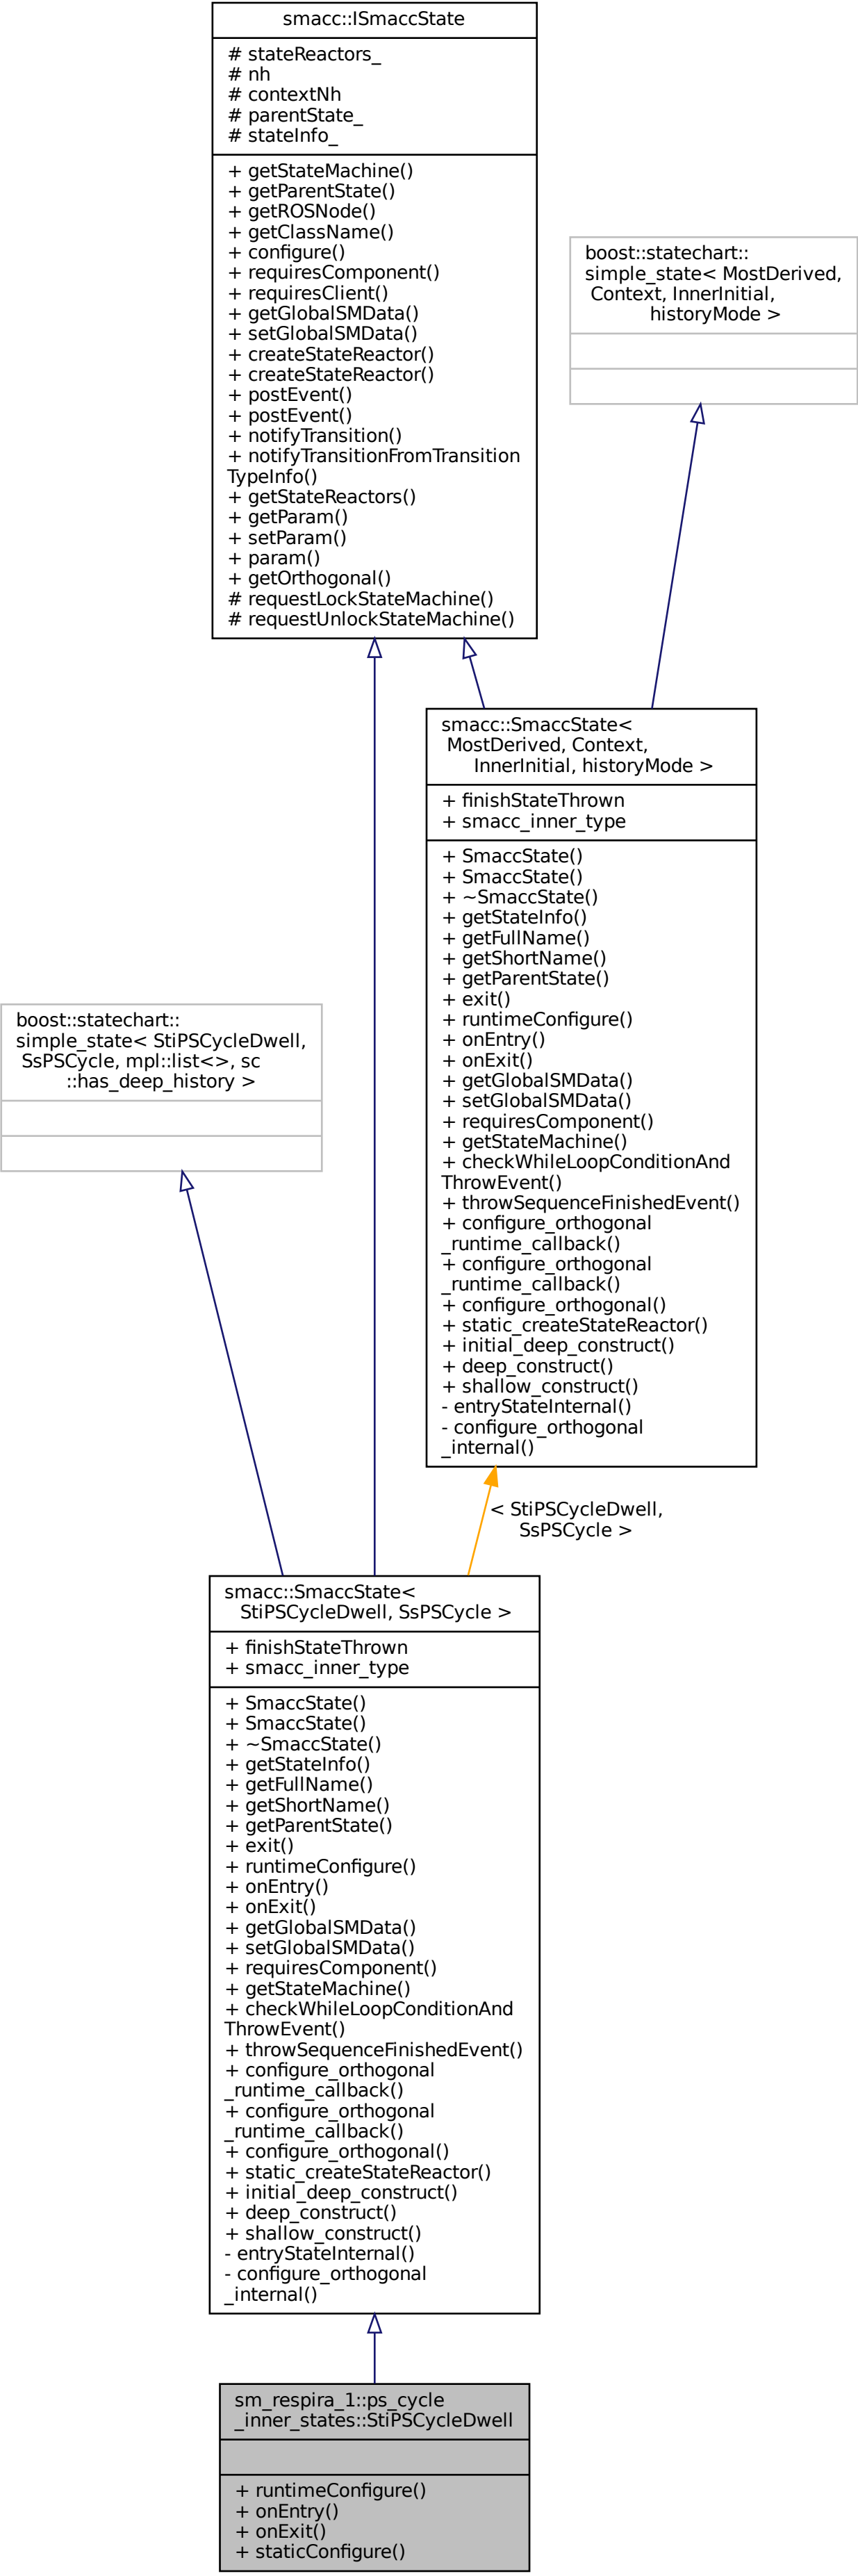 smacc::ISmaccState
# stateReactors_
# nh
# contextNh
# parentState_
# stateInfo_
+ getStateMachine()
+ getParentState()
+ getROSNode()
+ getClassName()
+ configure()
+ requiresComponent()
+ requiresClient()
+ getGlobalSMData()
+ setGlobalSMData()
+ createStateReactor()
+ createStateReactor()
+ postEvent()
+ postEvent()
+ notifyTransition()
+ notifyTransitionFromTransition
TypeInfo()
+ getStateReactors()
+ getParam()
+ setParam()
+ param()
+ getOrthogonal()
# requestLockStateMachine()
# requestUnlockStateMachine()
boost::statechart::
simple_state< MostDerived,
Context, InnerInitial,
historyMode >
smacc::SmaccState<
MostDerived, Context,
InnerInitial, historyMode >
+ finishStateThrown
+ smacc_inner_type
+ SmaccState()
+ SmaccState()
+ ~SmaccState()
+ getStateInfo()
+ getFullName()
+ getShortName()
+ getParentState()
+ exit()
+ runtimeConfigure()
+ onEntry()
+ onExit()
+ getGlobalSMData()
+ setGlobalSMData()
+ requiresComponent()
+ getStateMachine()
+ checkWhileLoopConditionAnd
ThrowEvent()
+ throwSequenceFinishedEvent()
+ configure_orthogonal
_runtime_callback()
+ configure_orthogonal
_runtime_callback()
+ configure_orthogonal()
+ static_createStateReactor()
+ initial_deep_construct()
+ deep_construct()
+ shallow_construct()
- entryStateInternal()
- configure_orthogonal
_internal()
boost::statechart::
simple_state< StiPSCycleDwell,
SsPSCycle, mpl::list<>, sc
::has_deep_history >
< StiPSCycleDwell,
SsPSCycle >
smacc::SmaccState<
StiPSCycleDwell, SsPSCycle >
+ finishStateThrown
+ smacc_inner_type
+ SmaccState()
+ SmaccState()
+ ~SmaccState()
+ getStateInfo()
+ getFullName()
+ getShortName()
+ getParentState()
+ exit()
+ runtimeConfigure()
+ onEntry()
+ onExit()
+ getGlobalSMData()
+ setGlobalSMData()
+ requiresComponent()
+ getStateMachine()
+ checkWhileLoopConditionAnd
ThrowEvent()
+ throwSequenceFinishedEvent()
+ configure_orthogonal
_runtime_callback()
+ configure_orthogonal
_runtime_callback()
+ configure_orthogonal()
+ static_createStateReactor()
+ initial_deep_construct()
+ deep_construct()
+ shallow_construct()
- entryStateInternal()
- configure_orthogonal
_internal()
sm_respira_1::ps_cycle
_inner_states::StiPSCycleDwell
+ runtimeConfigure()
+ onEntry()
+ onExit()
+ staticConfigure()